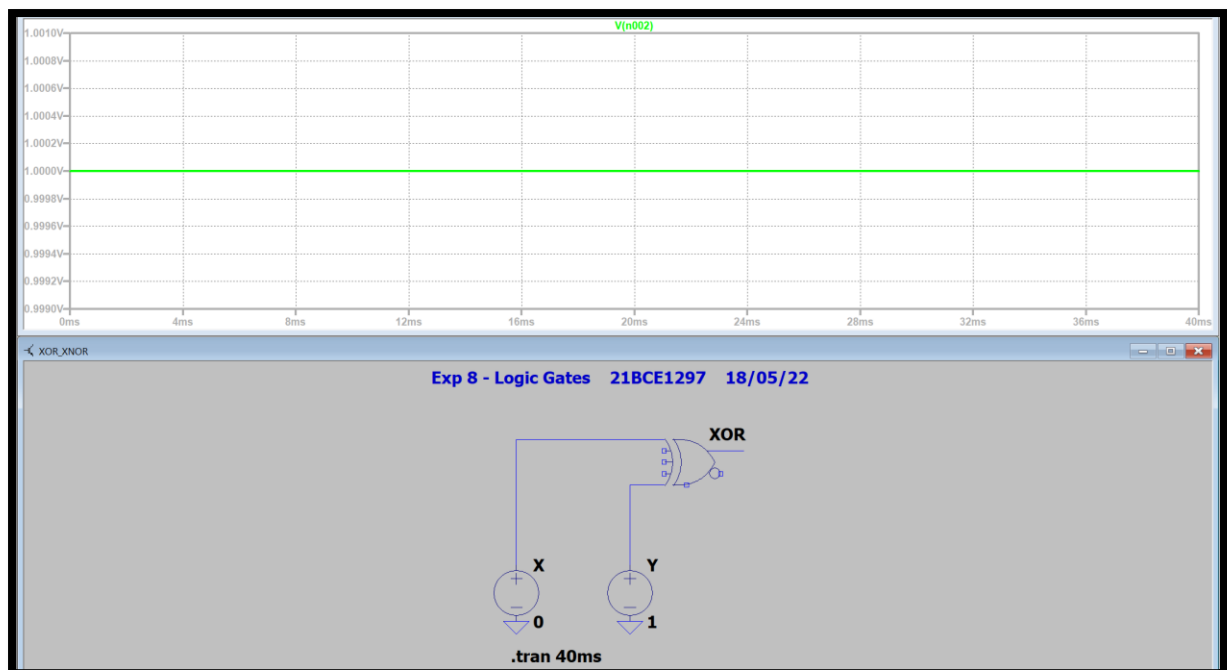 V(n002)
1.0010V
1.0008V
1.0006V
1.0004V
1.0002V
1.0000V
0.9998V
0.9996V
0.9994V
0.9992V
0.9990V
0ms 4ms 8ms 12ms 16ms 20ms 24ms 28ms 32ms 36ms 40ms
XOR_XNOR
Exp 8 - Logic Gates 21BCE1297 18/05/22
XOR
X Y
0 1
.tran 40ms